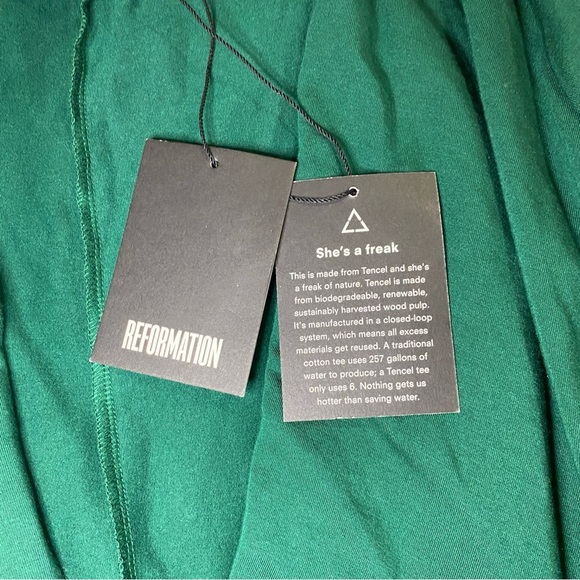 REFORMATION
She's a freak
This is made from Tencel and she's
a freak of nature. Tencel is made
from biodegradeable, renewable,
sustainably harvested wood pulp.
It's manufactured in a closed-loop
system, which means all excess
materials get reused. A traditional
cotton tee uses 257 gallons of
water to produce; a Tencel tee
only uses 6. Nothing gets us
hotter than saving water.